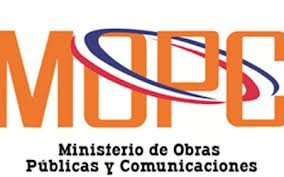 MOPC
Ministerio de Obras
Públicas y Comunicaciones